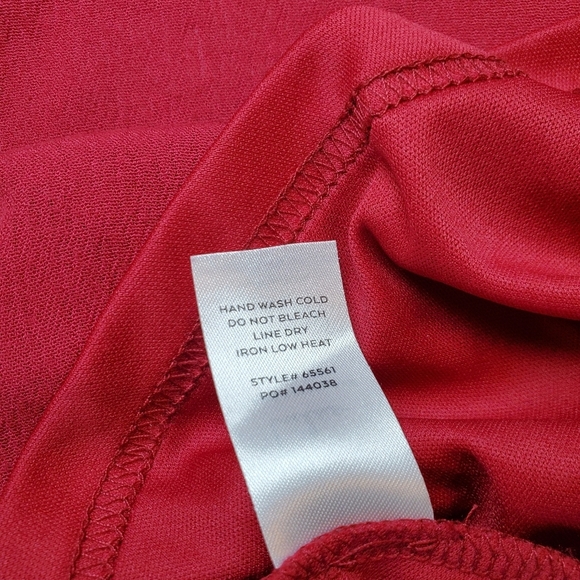 HAND WASH COLD
DO NOT BLEACH
LINE DRY
IRON LOW HEAT
STYLE# 65561
PO# 144038